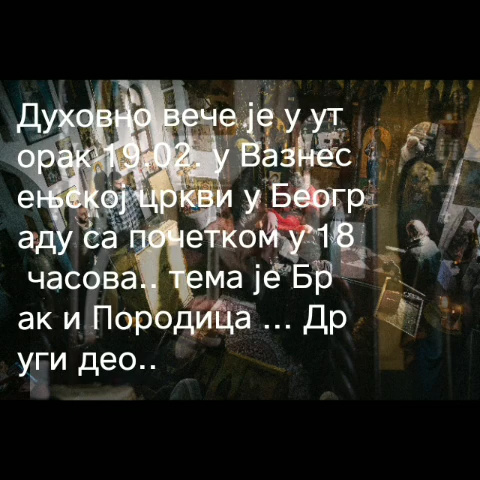 Духовно вече је у ут
орак 19.02. у Вазнес
ењској цркви у Београ
аду са почетком у 18
часова.. тема је Бр
ак и Породица ... Др
уги део..